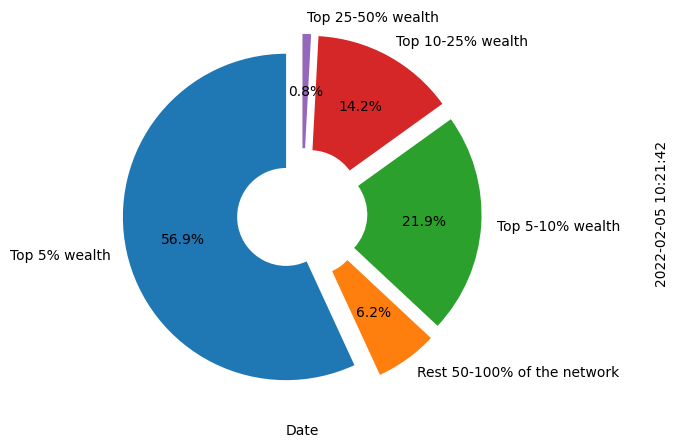 Top 25-50% wealth
Top 10-25% wealth
0.8%
14.2%
2022-02-05 10:21:42
21.9%
Top 5-10% wealth
56.9%
Top 5% wealth
6.2%
Rest 50-100% of the network
Date